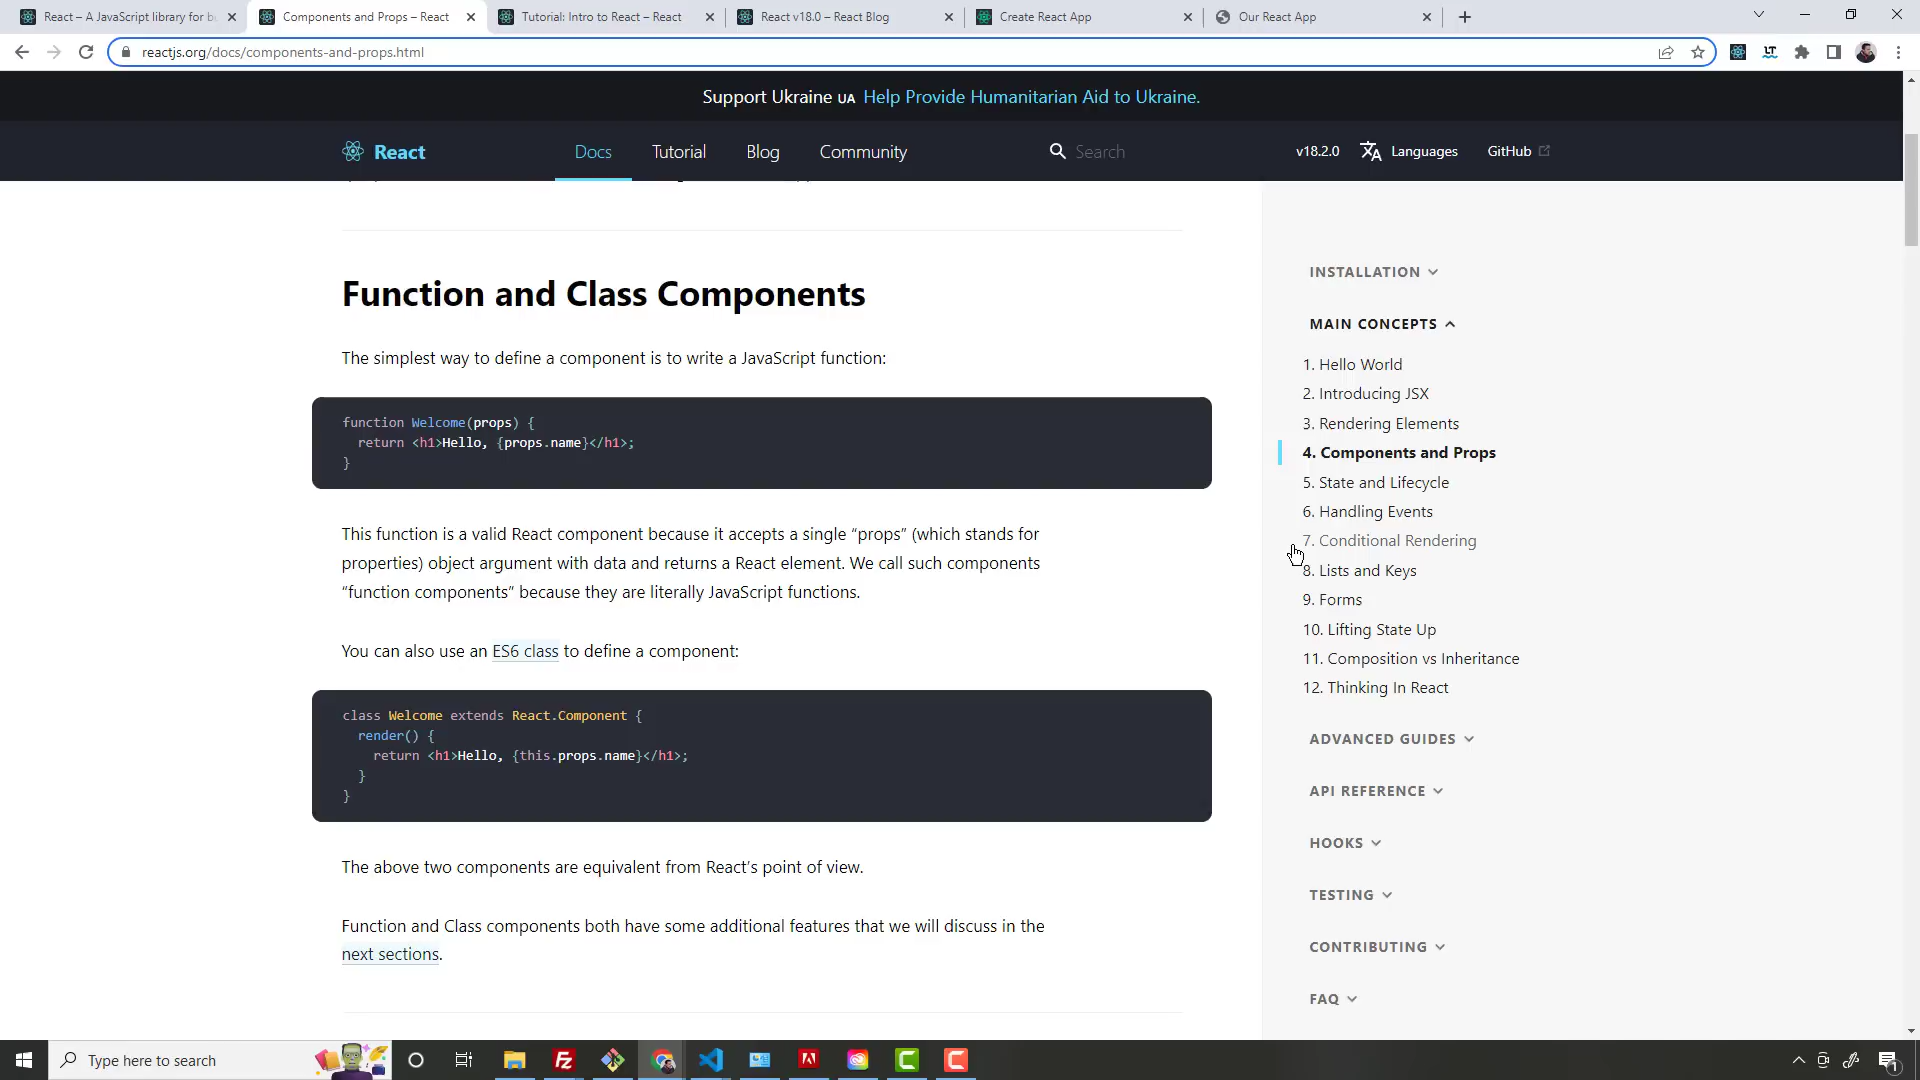 React – A JavaScript library for b
Components and Props – React
Tutorial: Intro to React – React
React v18.0 – React Blog
Create React App
Our React App
reactjs.org/docs/components-and-props.html
Support Ukraine UA Help Provide Humanitarian Aid to Ukraine.
React
Docs
Tutorial
Blog
Community
Search
v18.2.0
Languages
GitHub
Function and Class Components
The simplest way to define a component is to write a JavaScript function:
function Welcome(props) {
return <h1>Hello, {props.name}</h1>;
}
This function is a valid React component because it accepts a single “props” (which stands for
properties) object argument with data and returns a React element. We call such components
“function components” because they are literally JavaScript functions.
You can also use an ES6 class to define a component:
class Welcome extends React.Component {
render() {
return <h1>Hello, {this.props.name}</h1>;
}
}
The above two components are equivalent from React’s point of view.
Function and Class components both have some additional features that we will discuss in the
next sections.
INSTALLATION
MAIN CONCEPTS
1. Hello World
2. Introducing JSX
3. Rendering Elements
4. Components and Props
5. State and Lifecycle
6. Handling Events
7. Conditional Rendering
8. Lists and Keys
9. Forms
10. Lifting State Up
11. Composition vs Inheritance
12. Thinking In React
ADVANCED GUIDES
API REFERENCE
HOOKS
TESTING
CONTRIBUTING
FAQ
Type here to search